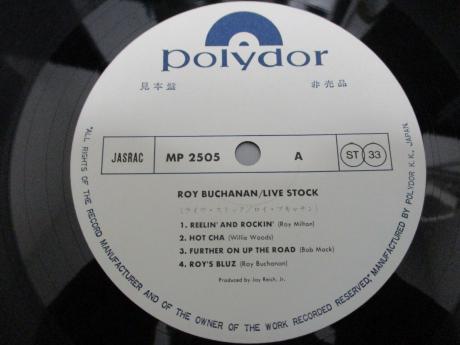 polydor
見本盤 非売品
JASRAC MP 2505 A ST 33
ROY BUCHANAN/LIVE STOCK
(ライヴ・ストック/ロイ・ブキャナン)
1. REELIN' AND ROCKIN' (Roy Milton)
2. HOT CHA (Willie Woods)
3. FURTHER ON UP THE ROAD (Bob Mack)
4. ROY'S BLUZ (Roy Buchanan)
Produced by Jay Reich, Jr.
"ALL RIGHTS OF THE RECORD MANUFACTURER AND OF THE OWNER OF THE WORK RECORDED RESERVED," MANUFACTURED BY POLYDOR K.K., JAPAN